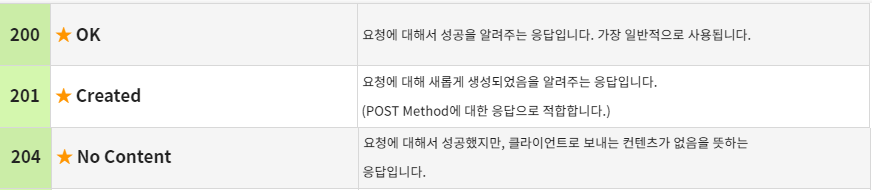 200 ★ OK 요청에 대해서 성공을 알려주는 응답입니다. 가장 일반적으로 사용됩니다.
201 ★ Created 요청에 대해 새롭게 생성되었음을 알려주는 응답입니다.
(POST Method에 대한 응답으로 적합합니다.)
204 ★ No Content 요청에 대해서 성공했지만, 클라이언트로 보내는 컨텐츠가 없음을 뜻하는
응답입니다.